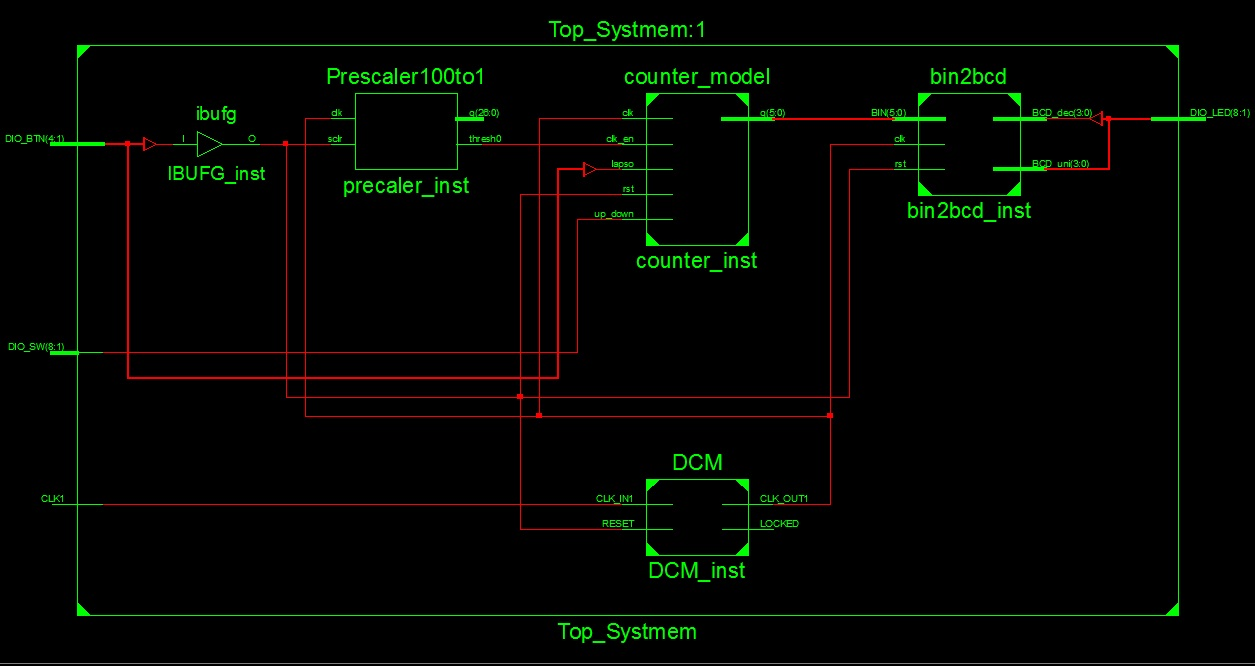 Top_Systmem:1
Prescaler100to1
counter_model
bin2bcd
ibufg
clk
q(26:0)
clk
q(5:0)
BIN(5:0)
BCD_dec(3:0)
DIO_LED(8:1)
DIO_BTN(4:1)
I
O
sclr
thresh0
clk_en
clk
IBUFG_inst
lapso
rst
BCD_uni(3:0)
precaler_inst
rst
bin2bcd_inst
up_down
counter_inst
DIO_SW(8:1)
DCM
CLK1
CLK_IN1
CLK_OUT1
RESET
LOCKED
DCM_inst
Top_Systmem